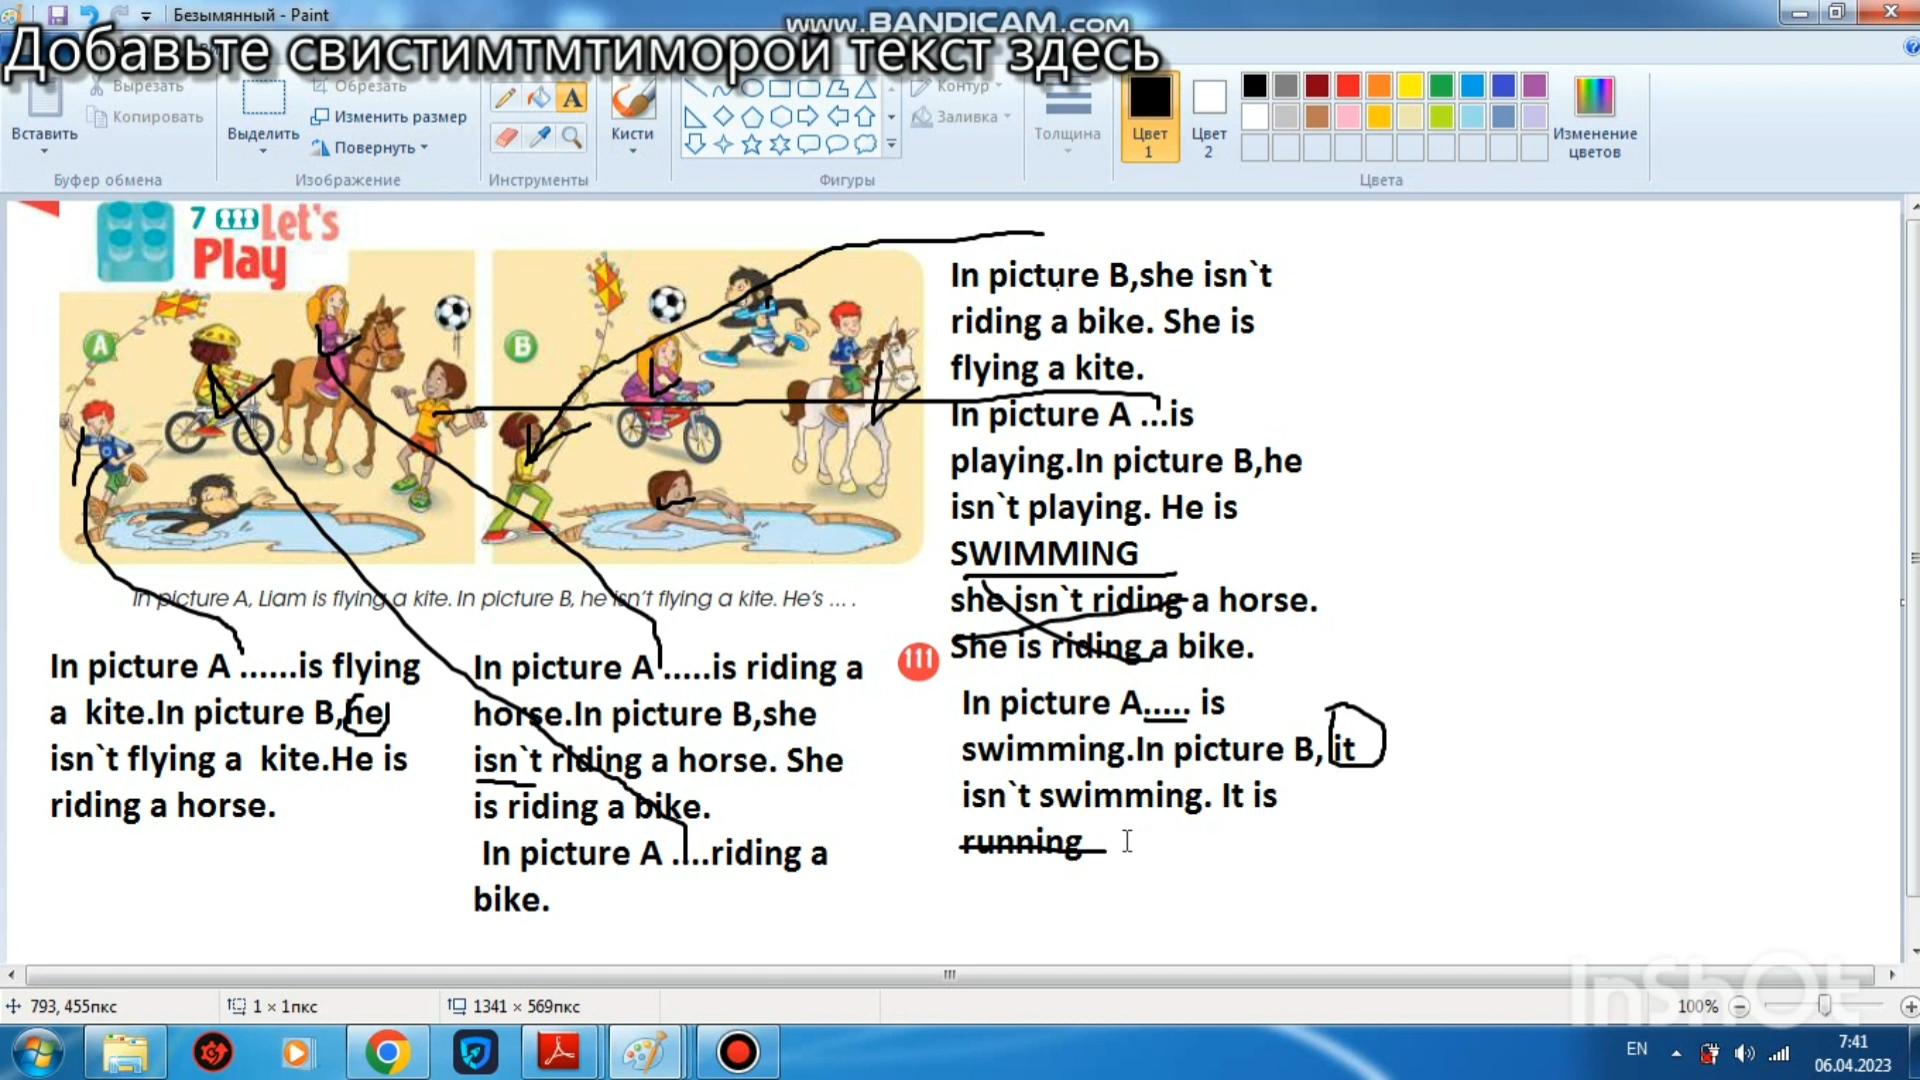 Безымянный - Paint
www.BANDICAM.com
Добавьте свистимтмтиморой текст здесь
Вставить
Вырезать
Копировать
Буфер обмена
Выделить
Обрезать
Изменить размер
Повернуть
Изображение
A
Инструменты
Кисти
Фигуры
Контур
Заливка
Толщина
Цвет 1
Цвет 2
Изменение цветов
Цвета
7 Let's
Play
A
B
In picture A, Liam is flying a kite. In picture B, he isn't flying a kite. He's ... .
In picture A ......is flying
a kite.In picture B,he
isn`t flying a kite.He is
riding a horse.
In picture A .....is riding a
horse.In picture B,she
isn`t riding a horse. She
is riding a bike.
In picture A ....riding a
bike.
In picture B,she isn`t
riding a bike. She is
flying a kite.
In picture A ...is
playing.In picture B,he
isn`t playing. He is
SWIMMING
she isn`t riding a horse.
She is riding a bike.
111
In picture A..... is
swimming.In picture B, it
isn`t swimming. It is
running
InShOt
793, 455пкс
1 × 1пкс
1341 × 569пкс
100%
EN
7:41
06.04.2023